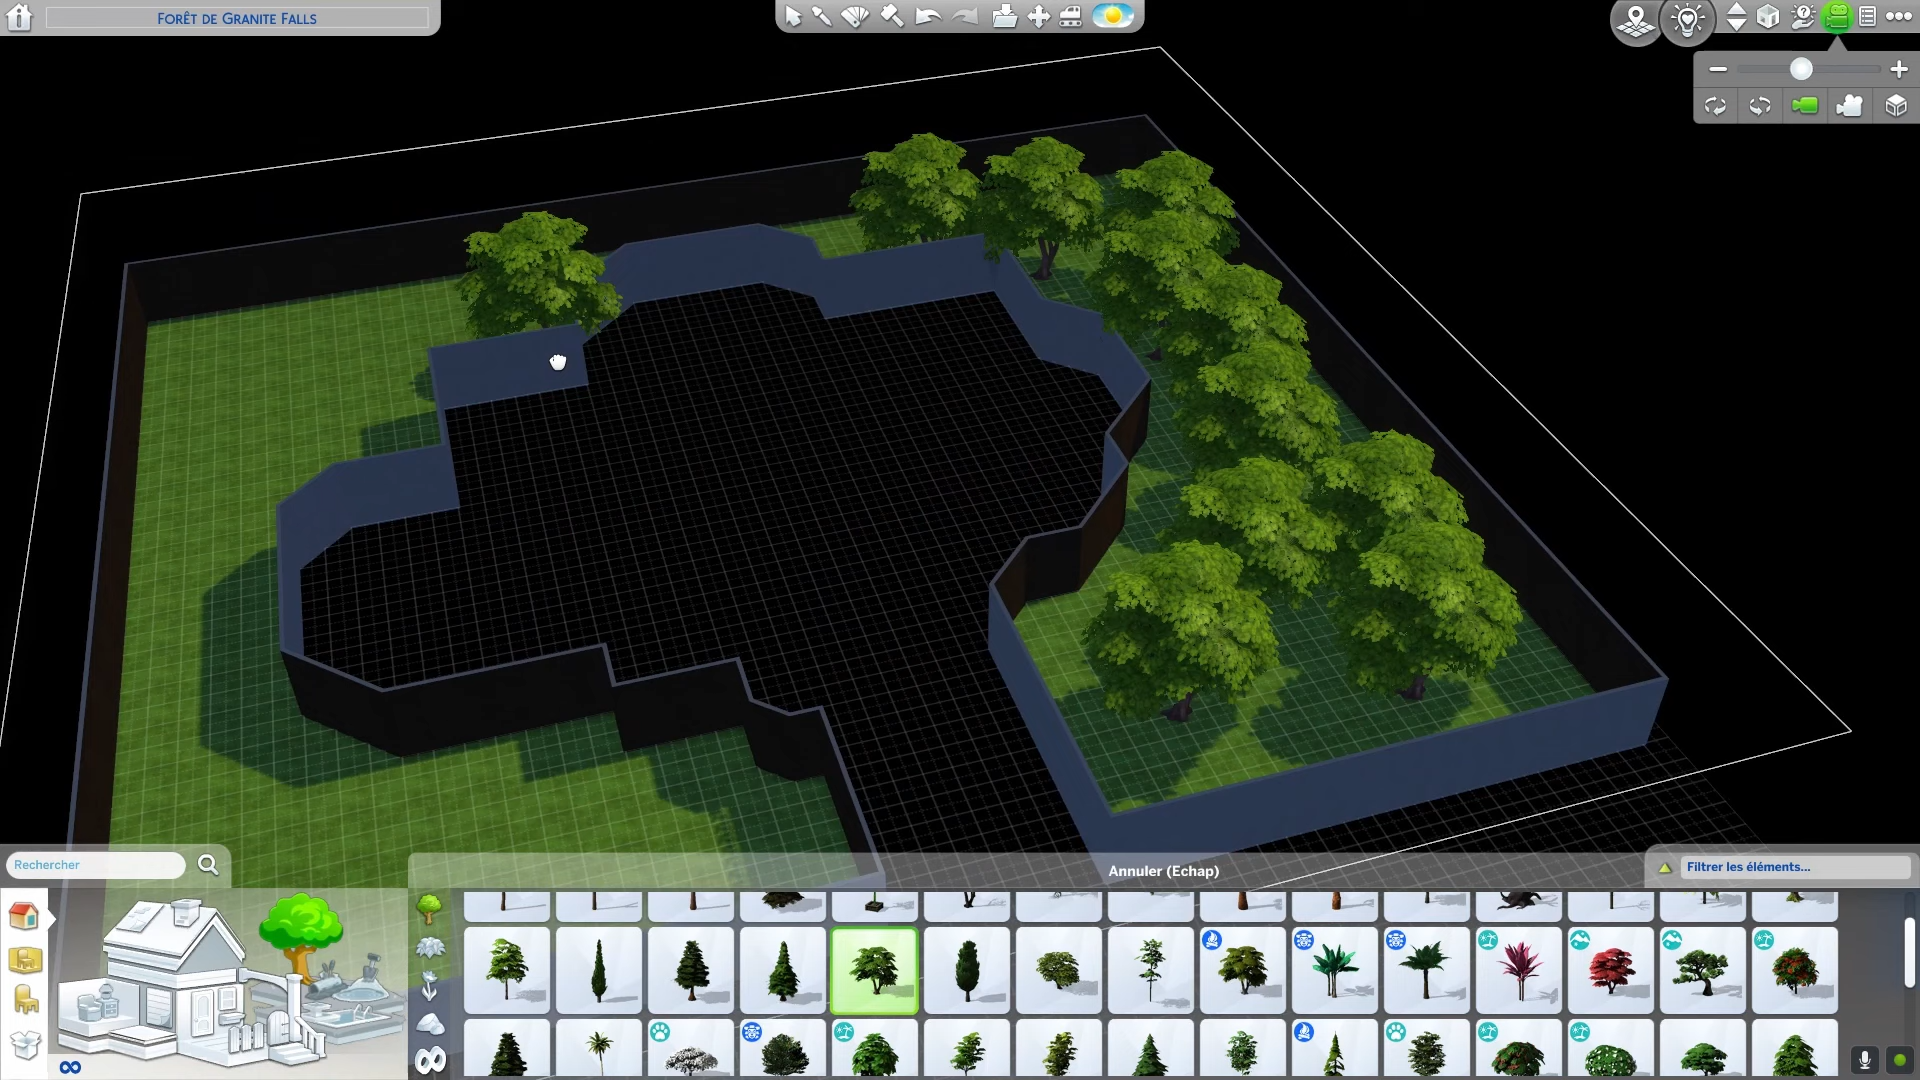 Forêt de Granite Falls
Rechercher
Annuler (Echap)
Filtrer les éléments...